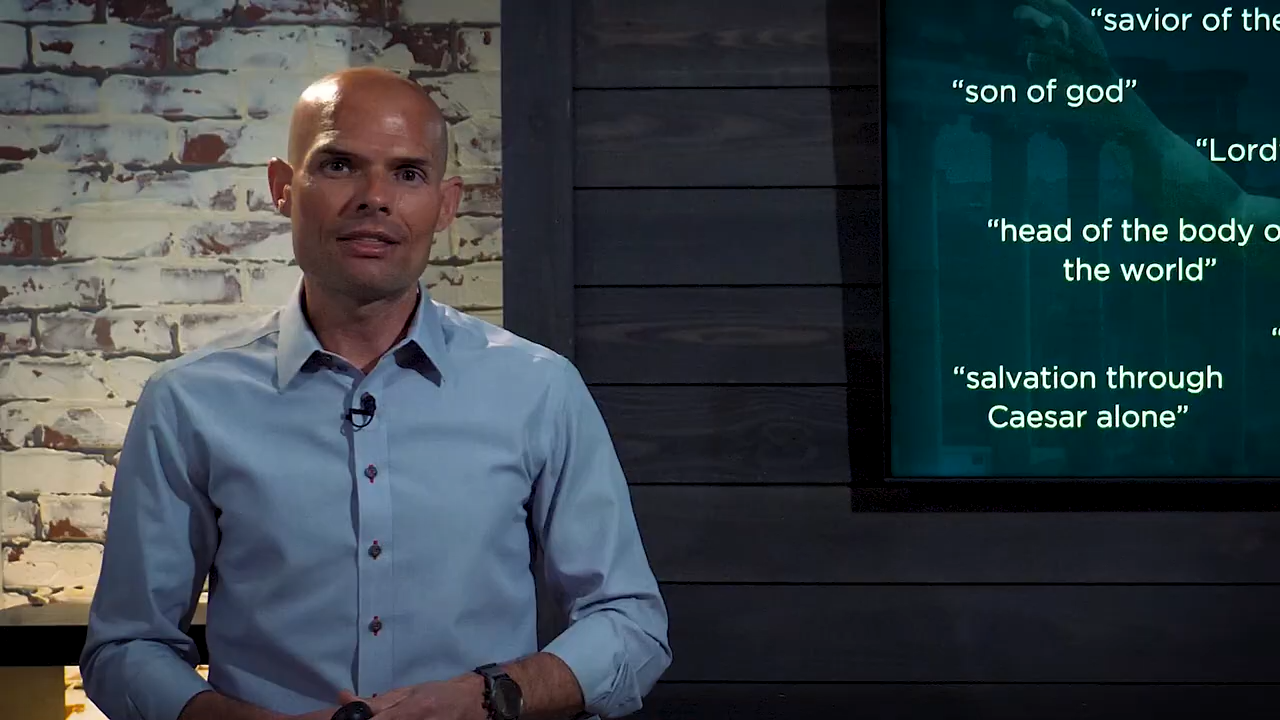 “savior of the
“son of god”
“Lord
“head of the body o
the world”
“
“salvation through
Caesar alone”